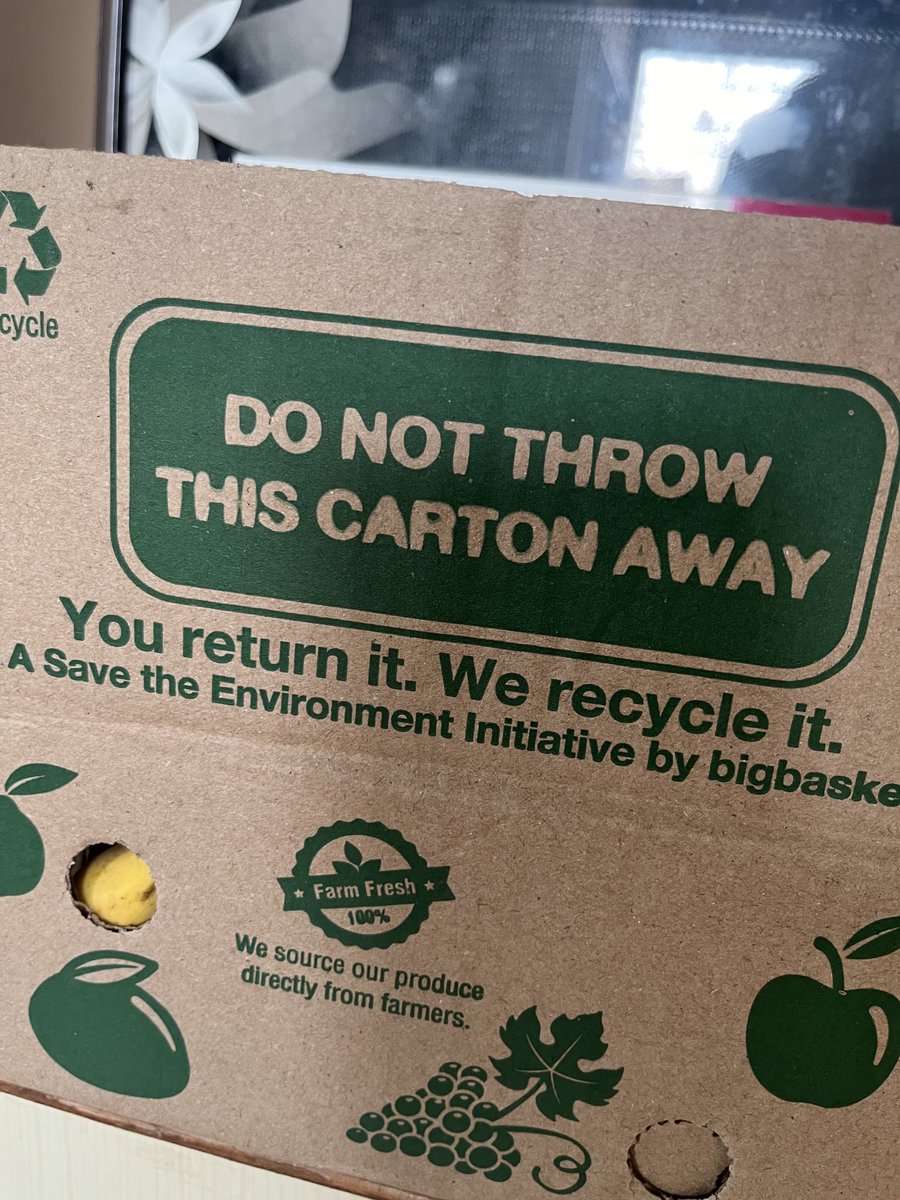 cycle
DO NOT THROW
THIS CARTON AWAY
You return it. We recycle it.
A Save the Environment Initiative by bigbaske
Farm Fresh
100%
We source our produce
directly from farmers.